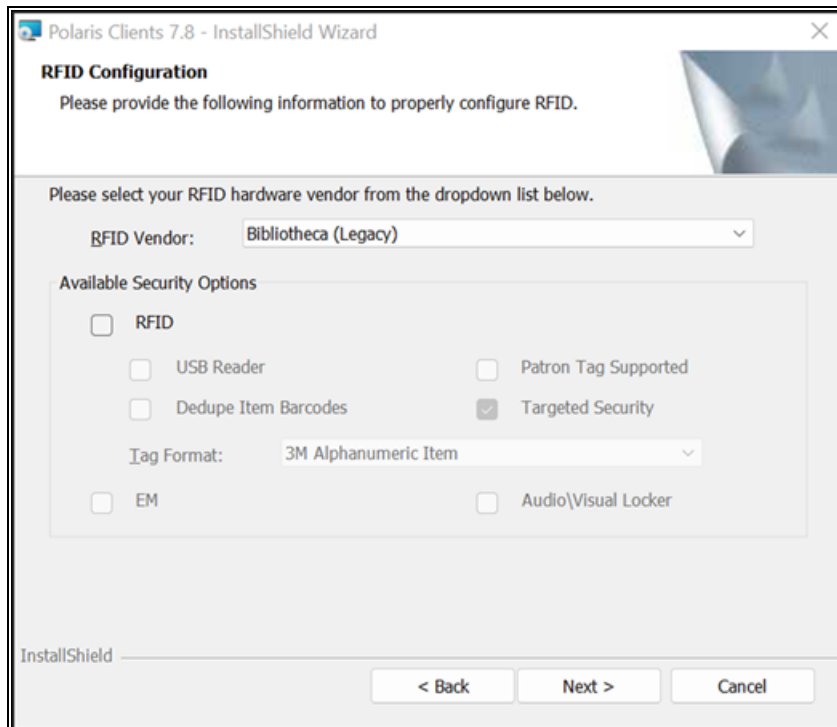 Polaris Clients 7.8 - InstallShield Wizard
RFID Configuration
Please provide the following information to properly configure RFID.
Please select your RFID hardware vendor from the dropdown list below.
RFID Vendor: Bibliotheca (Legacy)
Available Security Options
RFID
USB Reader Patron Tag Supported
Dedupe Item Barcodes Targeted Security
Tag Format: 3M Alphanumeric Item
EM Audio\Visual Locker
InstallShield
< Back Next > Cancel